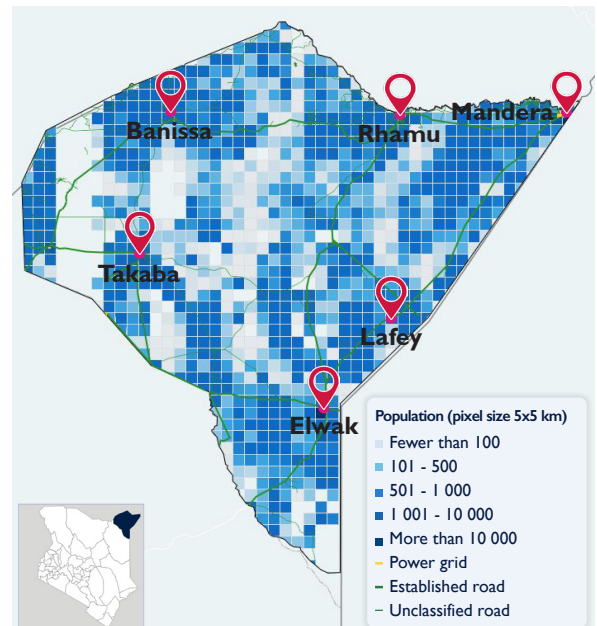 Banissa
Rhamu
Mandera
Takaba
Lafey
Elwak
Population (pixel size 5x5 km)
Fewer than 100
101 - 500
501 - 1 000
1 001 - 10 000
More than 10 000
Power grid
Established road
Unclassified road